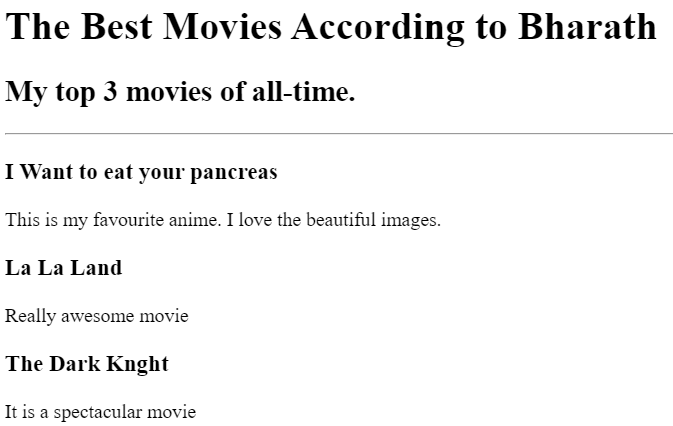 The Best Movies According to Bharath
My top 3 movies of all-time.
I Want to eat your pancreas
This is my favourite anime. I love the beautiful images.
La La Land
Really awesome movie
The Dark Knght
It is a spectacular movie